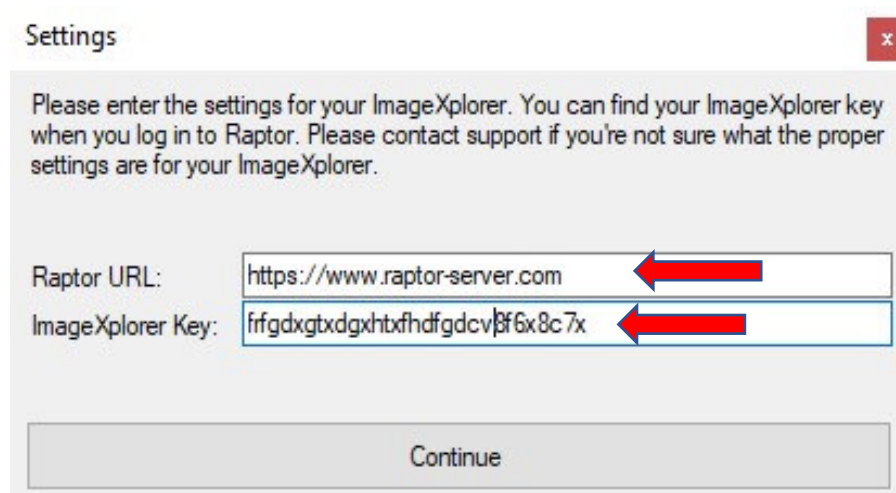 Settings
x
Please enter the settings for your ImageXplorer. You can find your ImageXplorer key
when you log in to Raptor. Please contact support if you're not sure what the proper
settings are for your ImageXplorer.
Raptor URL: https://www.raptor-server.com
ImageXplorer Key: frfgdxgtxdgxhtxfhdfgdcv8f6x8c7x
Continue